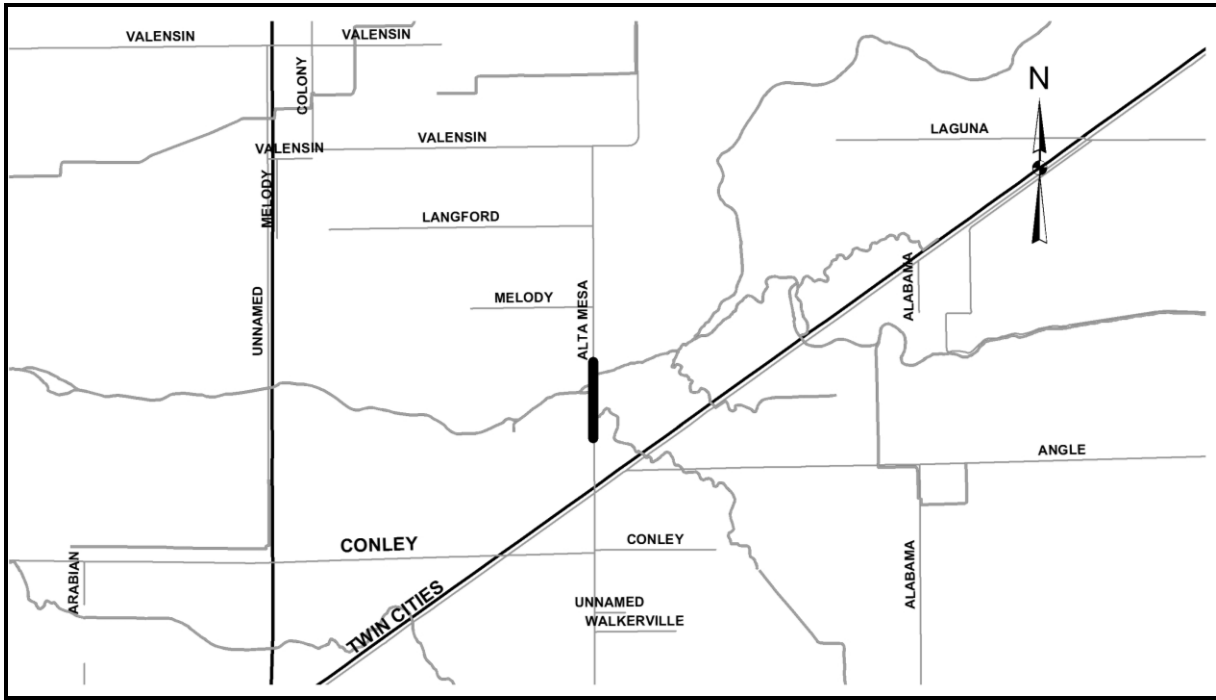 VALENSIN
VALENSIN
COLONY
N
LAGUNA
VALENSIN
VALENSIN
MELODY
LANGFORD
ALABAMA
MELODY
ALTA MESA
UNNAMED
ANGLE
CONLEY
CONLEY
ARABIAN
ALABAMA
UNNAMED
WALKERVILLE
TWIN CITIES